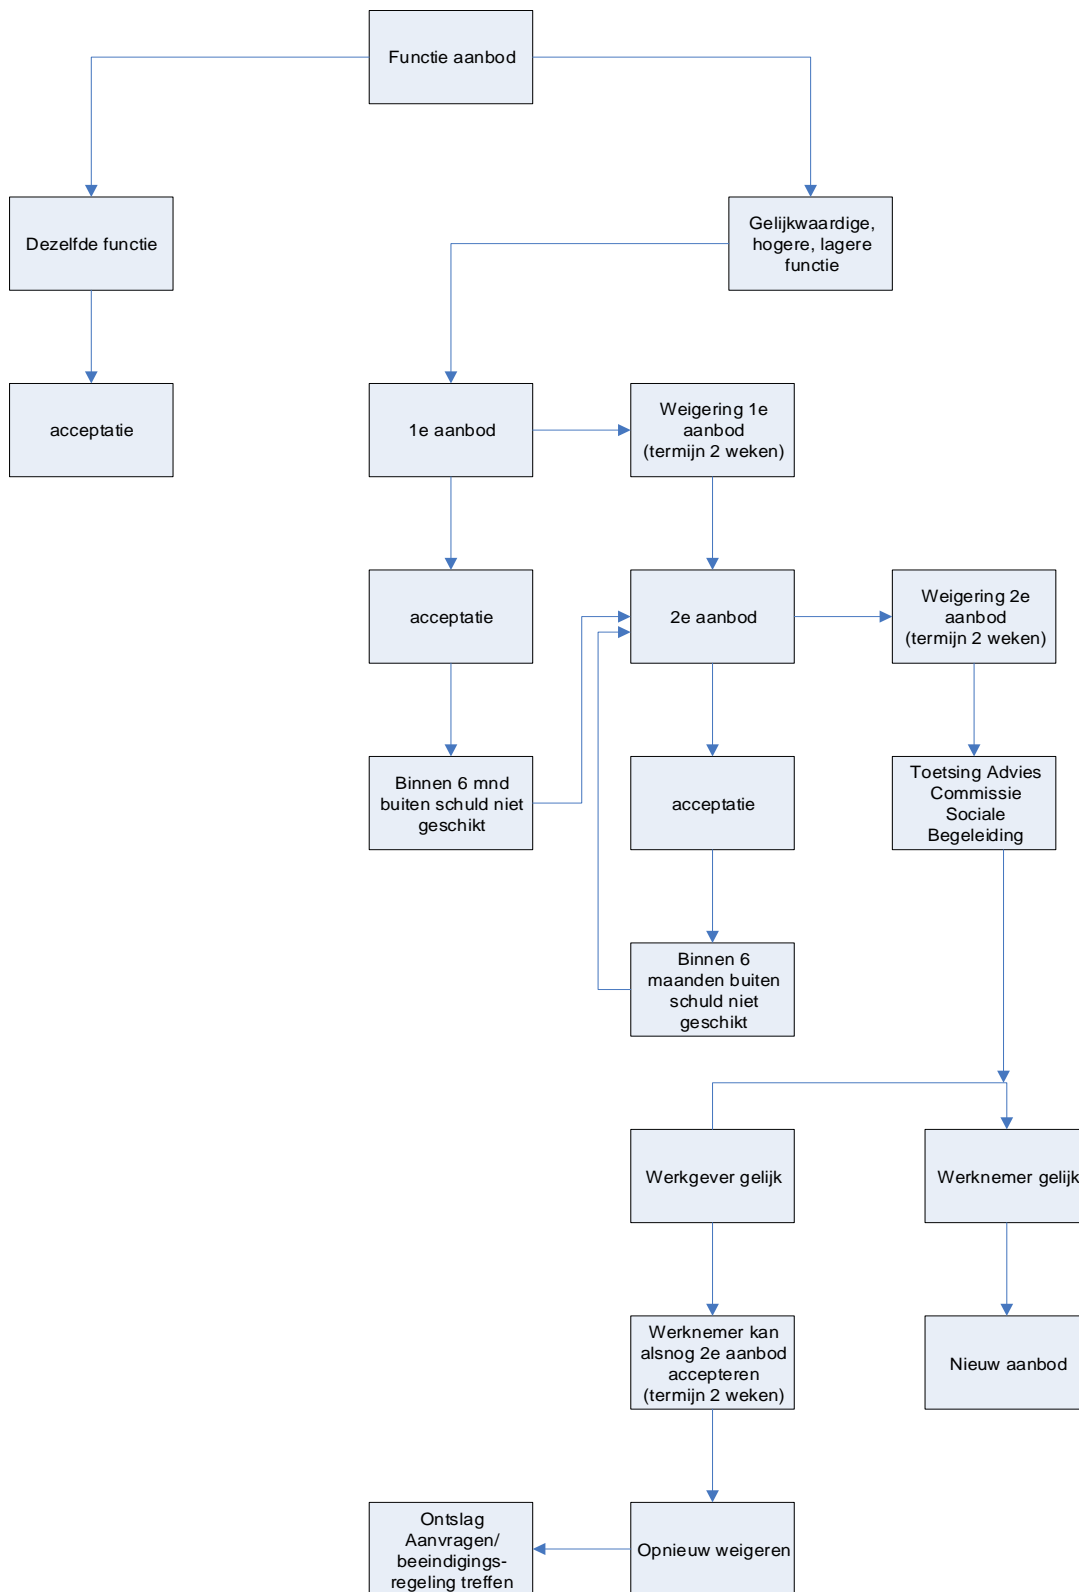 Functie aanbod
Dezelfde functie
Gelijkwaardige,
hogere, lagere
functie
acceptatie
1e aanbod
Weigering 1e
aanbod
(termijn 2 weken)
acceptatie
2e aanbod
Weigering 2e
aanbod
(termijn 2 weken)
Binnen 6 mnd
buiten schuld niet
geschikt
acceptatie
Toetsing Advies
Commissie
Sociale
Begeleiding
Binnen 6
maanden buiten
schuld niet
geschikt
Werkgever gelijk
Werknemer gelijk
Werknemer kan
alsnog 2e aanbod
accepteren
(termijn 2 weken)
Nieuw aanbod
Ontslag
Aanvragen/
beeindigings-
regeling treffen
Opnieuw weigeren